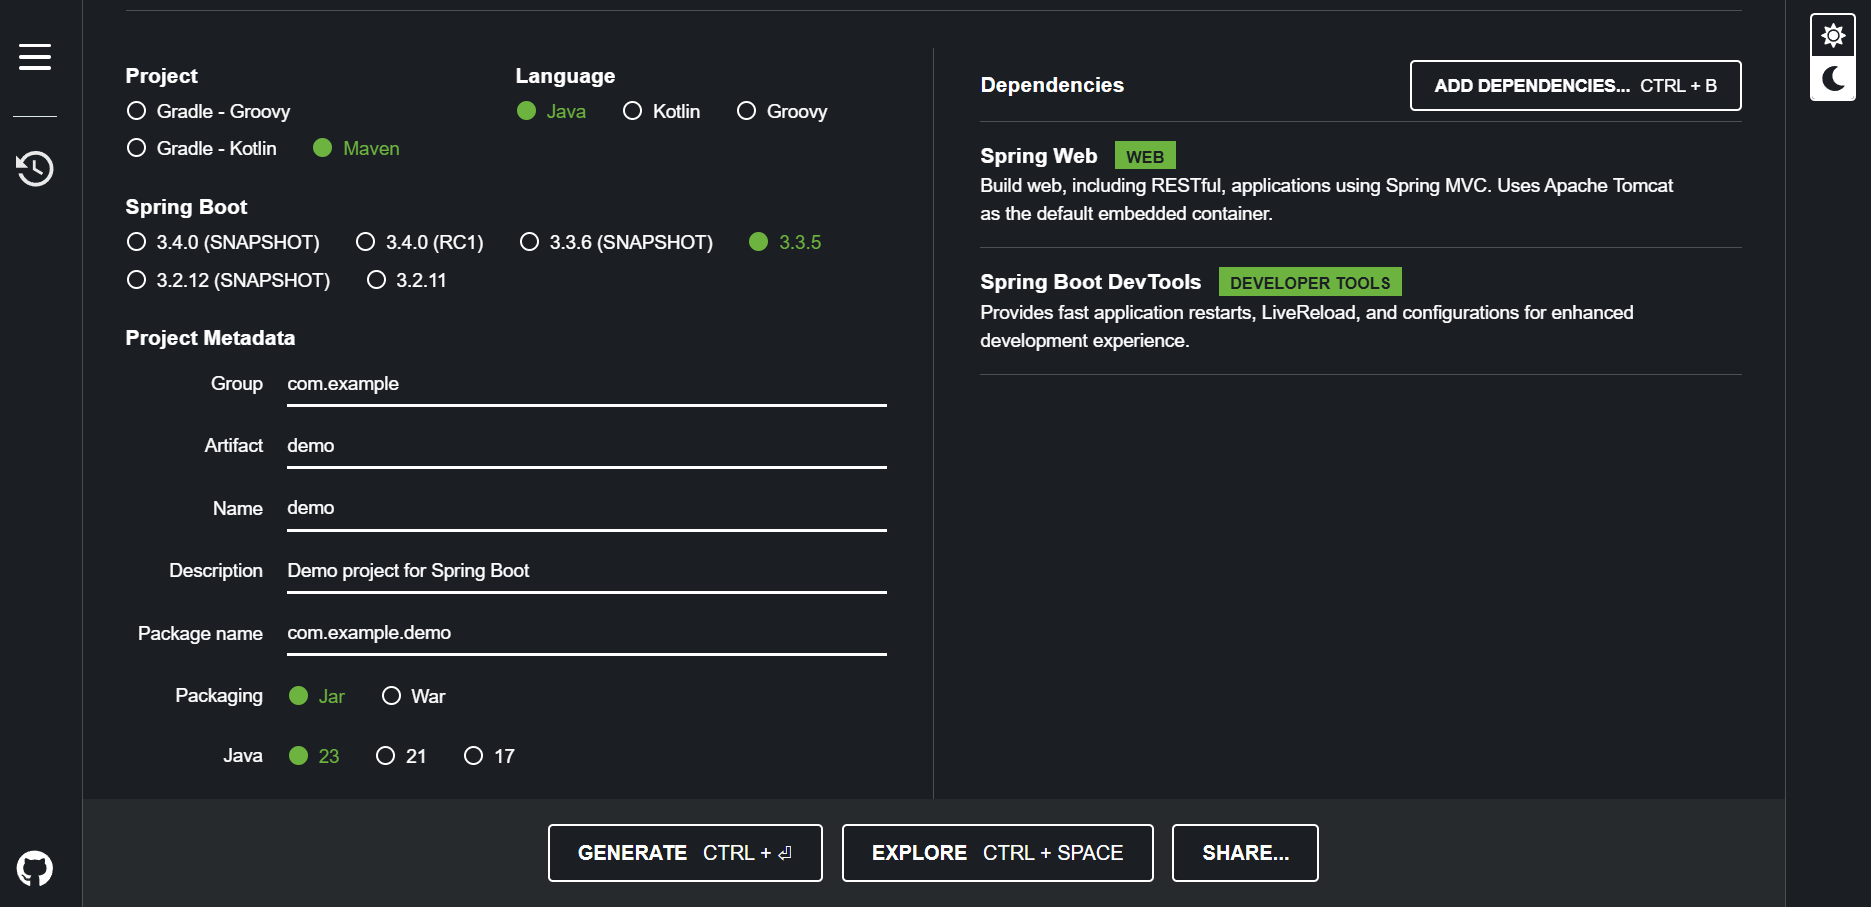 Project
Gradle - Groovy
Gradle - Kotlin Maven
Language
Java Kotlin Groovy
Spring Boot
3.4.0 (SNAPSHOT) 3.4.0 (RC1) 3.3.6 (SNAPSHOT) 3.3.5
3.2.12 (SNAPSHOT) 3.2.11
Project Metadata
Group com.example
Artifact demo
Name demo
Description Demo project for Spring Boot
Package name com.example.demo
Packaging Jar War
Java 23 21 17
Dependencies ADD DEPENDENCIES... CTRL + B
Spring Web WEB
Build web, including RESTful, applications using Spring MVC. Uses Apache Tomcat
as the default embedded container.
Spring Boot DevTools DEVELOPER TOOLS
Provides fast application restarts, LiveReload, and configurations for enhanced
development experience.
GENERATE CTRL + ⏎ EXPLORE CTRL + SPACE SHARE...